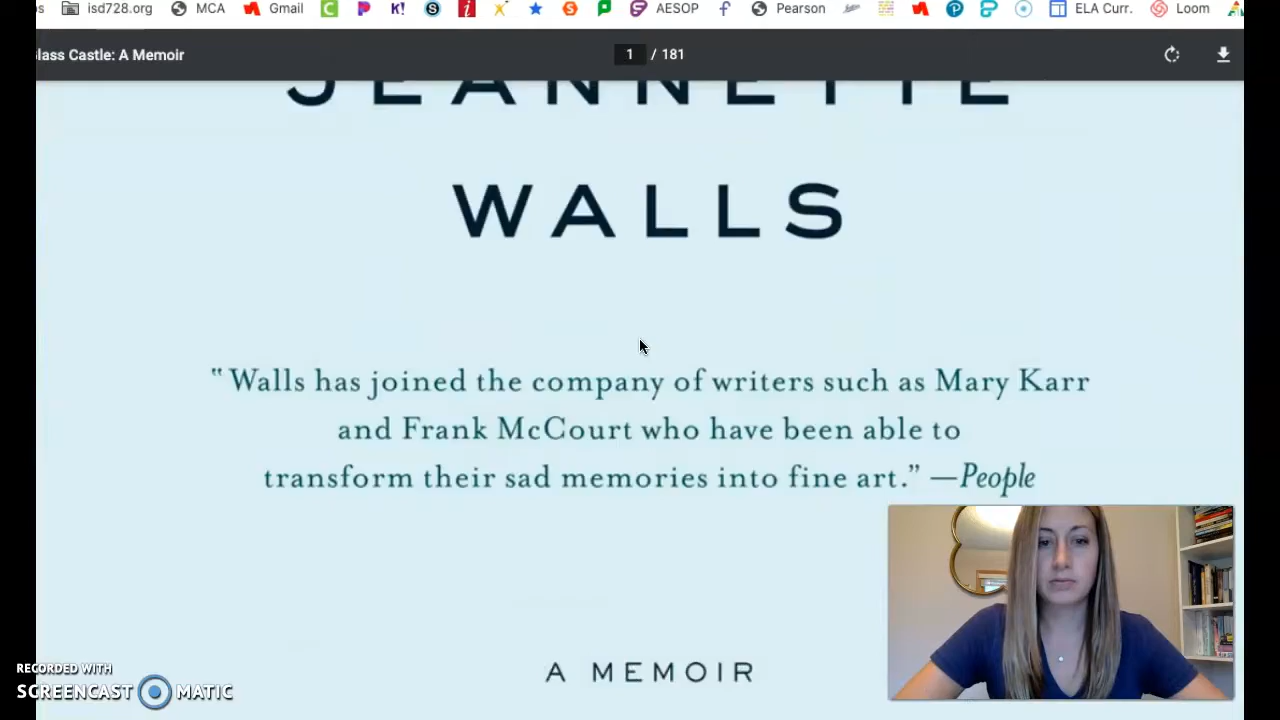 os isd728.org MCA Gmail K! AESOP Pearson ELA Curr. Loom
lass Castle: A Memoir 1 / 181
JEANNETTE
WALLS
“Walls has joined the company of writers such as Mary Karr
and Frank McCourt who have been able to
transform their sad memories into fine art.” —People
A MEMOIR
RECORDED WITH
SCREENCAST MATIC